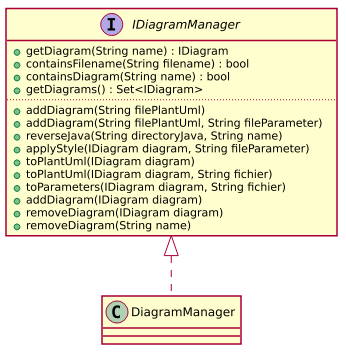 I IDiagramManager
getDiagram(String name) : IDiagram
containsFilename(String filename) : bool
containsDiagram(String name) : bool
getDiagrams() : Set<IDiagram>
addDiagram(String filePlantUml)
addDiagram(String filePlantUml, String fileParameter)
reverseJava(String directoryJava, String name)
applyStyle(IDiagram diagram, String fileParameter)
toPlantUml(IDiagram diagram)
toPlantUml(IDiagram diagram, String fichier)
toParameters(IDiagram diagram, String fichier)
addDiagram(IDiagram diagram)
removeDiagram(IDiagram diagram)
removeDiagram(String name)
C DiagramManager